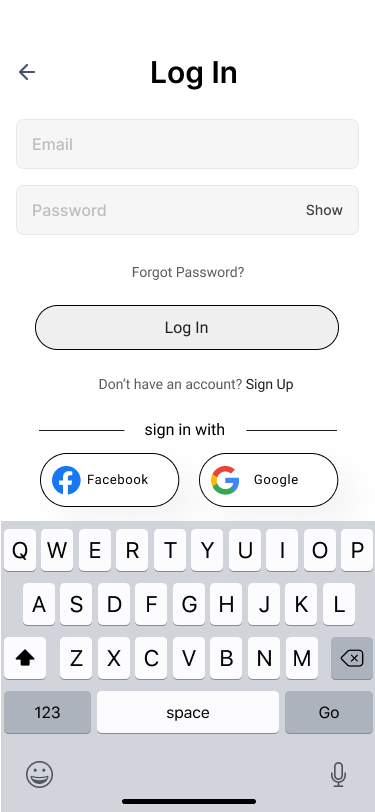 Log In
Email
Password Show
Forgot Password?
Log In
Don't have an account? Sign Up
sign in with
Facebook Google
Q W E R T Y U I O P
A S D F G H J K L
Z X C V B N M
123 space Go